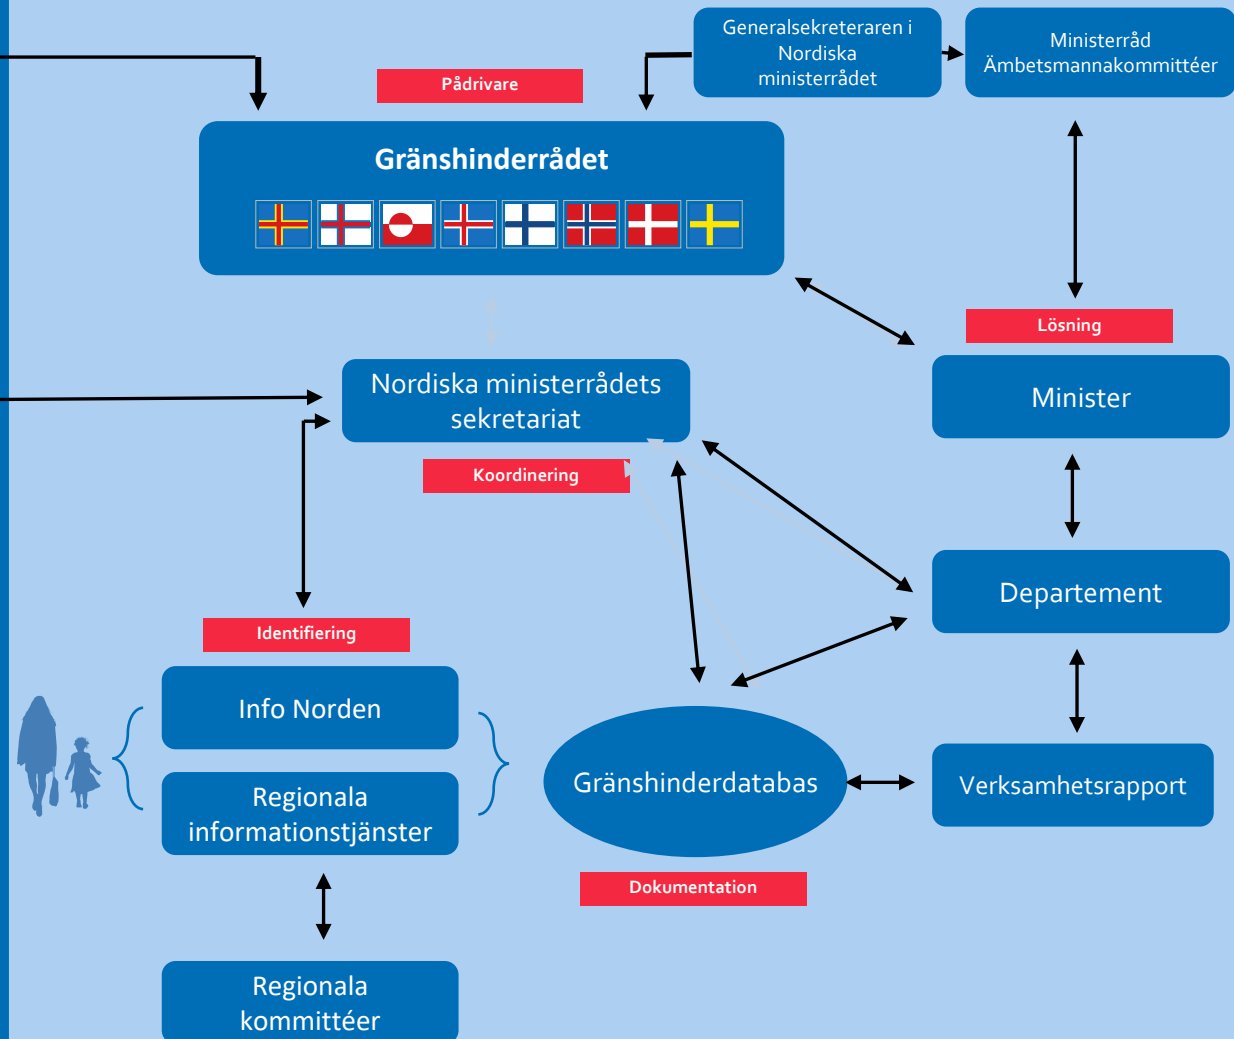 Generalsekreteraren i
Nordiska
ministerrådet
Ministerråd
Ämbetsmannakommittéer
Pådrivare
Gränshinderrådet
Lösning
Nordiska ministerrådets
sekretariat
Minister
Koordinering
Departement
Identifiering
Info Norden
Regionala
informationstjänster
Gränshinderdatabas
Verksamhetsrapport
Dokumentation
Regionala
kommittéer